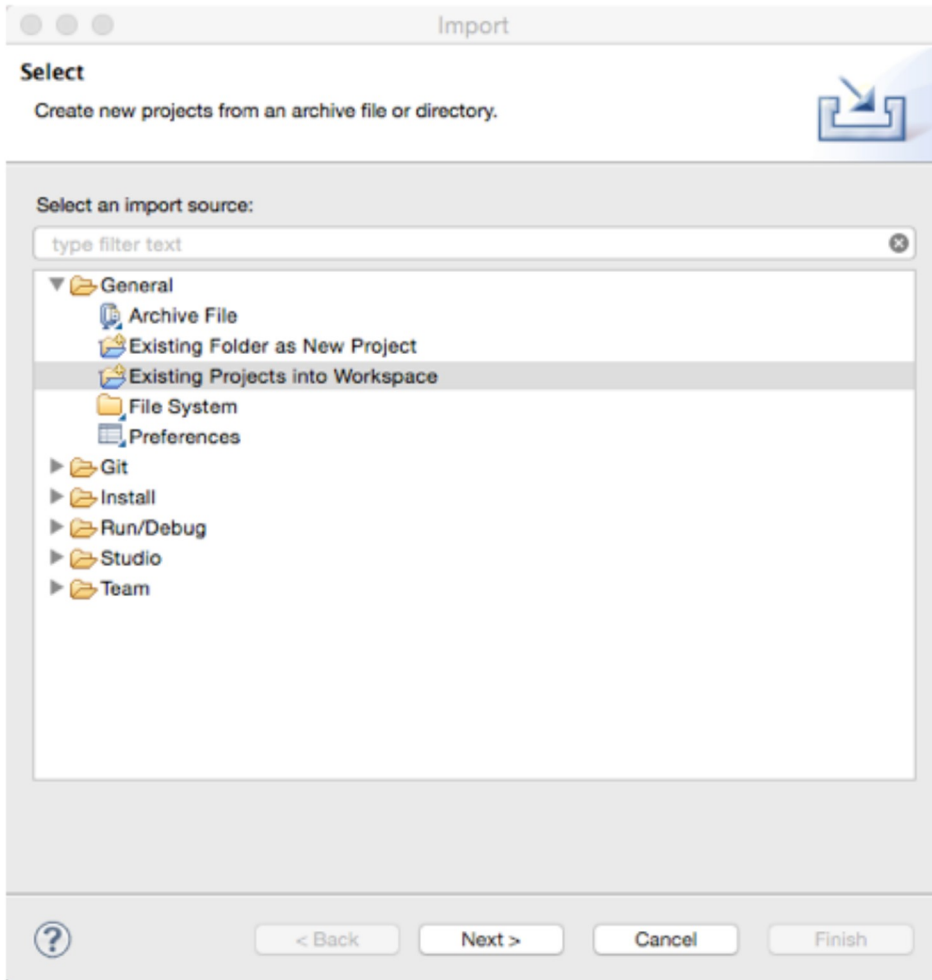 Import
Select
Create new projects from an archive file or directory.
Select an import source:
type filter text
General
Archive File
Existing Folder as New Project
Existing Projects into Workspace
File System
Preferences
Git
Install
Run/Debug
Studio
Team
?
< Back
Next >
Cancel
Finish